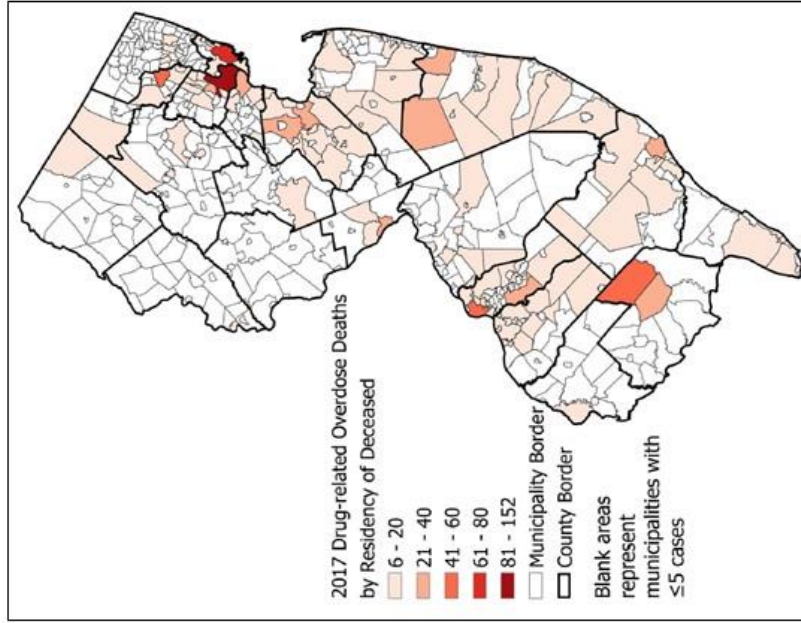 2017 Drug-related Overdose Deaths
by Residency of Deceased
6 - 20
21 - 40
41 - 60
61 - 80
81 - 152
Municipality Border
County Border
Blank areas
represent
municipalities with
≤5 cases